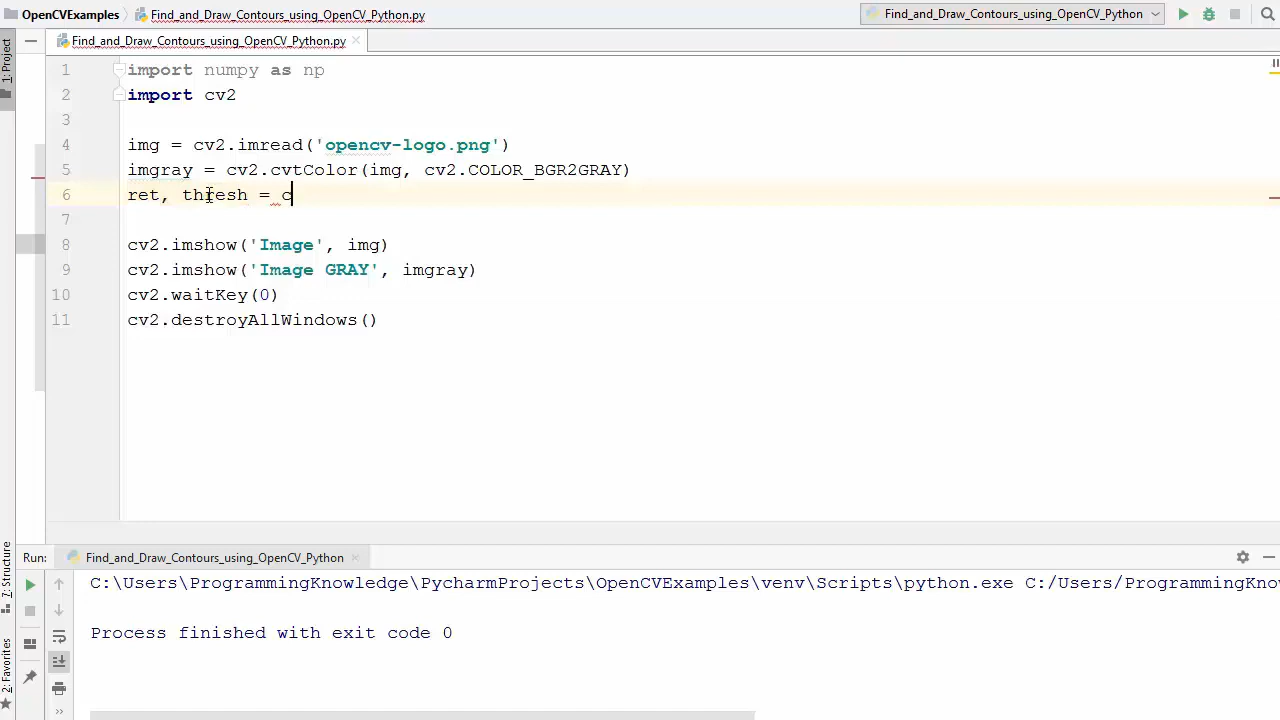 OpenCVExamples Find_and_Draw_Contours_using_OpenCV_Python.py Find_and_Draw_Contours_using_OpenCV_Python
1: Project
Find_and_Draw_Contours_using_OpenCV_Python.py
1 import numpy as np
2 import cv2
3
4 img = cv2.imread('opencv-logo.png')
5 imgray = cv2.cvtColor(img, cv2.COLOR_BGR2GRAY)
6 ret, thresh = c
7
8 cv2.imshow('Image', img)
9 cv2.imshow('Image GRAY', imgray)
10 cv2.waitKey(0)
11 cv2.destroyAllWindows()
Run: Find_and_Draw_Contours_using_OpenCV_Python
7: Structure
2: Favorites
C:\Users\ProgrammingKnowledge\PycharmProjects\OpenCVExamples\venv\Scripts\python.exe C:/Users/ProgrammingKno
Process finished with exit code 0